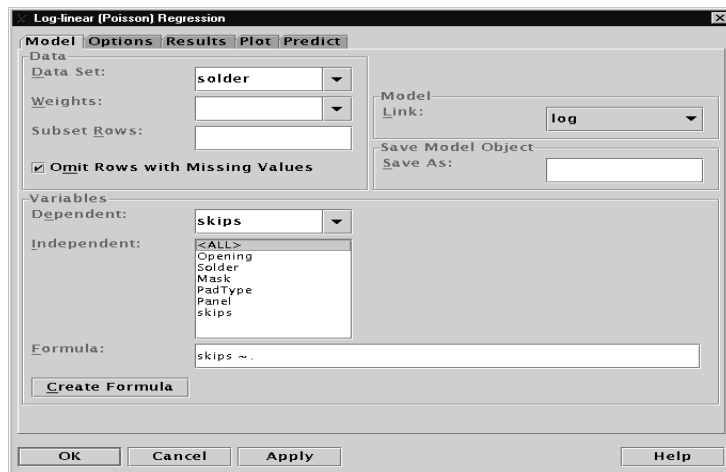 Log-linear (Poisson) Regression
Model Options Results Plot Predict
Data
Data Set:
solder
Weights:
Subset Rows:
Omit Rows with Missing Values
Model
Link:
log
Save Model Object
Save As:
Variables
Dependent:
skips
Independent:
<ALL>
Opening
Solder
Mask
PadType
Panel
skips
Formula:
skips ~.
Create Formula
OK Cancel Apply Help